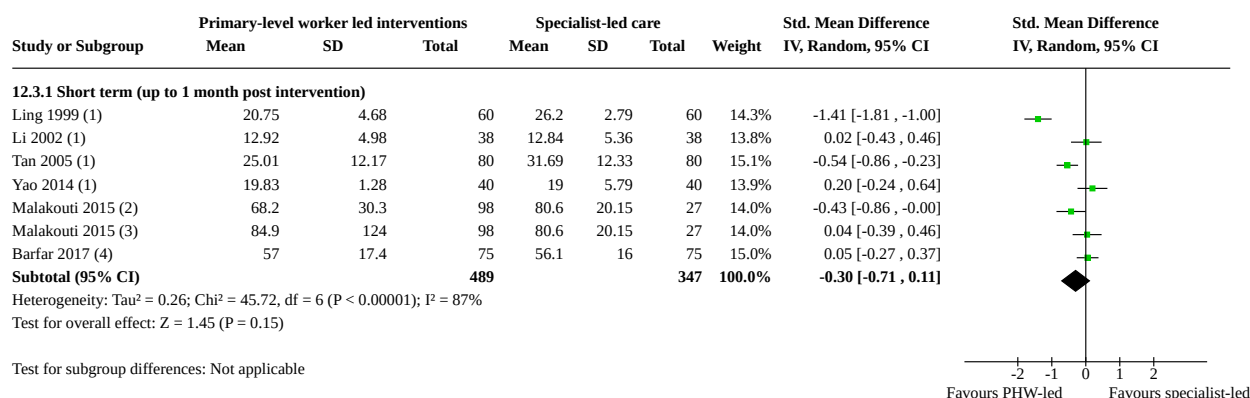 Primary-level worker led interventions Specialist-led care Std. Mean Difference Std. Mean Difference
Study or Subgroup Mean SD Total Mean SD Total Weight IV, Random, 95% CI IV, Random, 95% CI
12.3.1 Short term (up to 1 month post intervention)
Ling 1999 (1) 20.75 4.68 60 26.2 2.79 60 14.3% -1.41 [-1.81 , -1.00]
Li 2002 (1) 12.92 4.98 38 12.84 5.36 38 13.8% 0.02 [-0.43 , 0.46]
Tan 2005 (1) 25.01 12.17 80 31.69 12.33 80 15.1% -0.54 [-0.86 , -0.23]
Yao 2014 (1) 19.83 1.28 40 19 5.79 40 13.9% 0.20 [-0.24 , 0.64]
Malakouti 2015 (2) 68.2 30.3 98 80.6 20.15 27 14.0% -0.43 [-0.86 , -0.00]
Malakouti 2015 (3) 84.9 124 98 80.6 20.15 27 14.0% 0.04 [-0.39 , 0.46]
Barfar 2017 (4) 57 17.4 75 56.1 16 75 15.0% 0.05 [-0.27 , 0.37]
Subtotal (95% CI) 489 347 100.0% -0.30 [-0.71 , 0.11]
Heterogeneity: Tau² = 0.26; Chi² = 45.72, df = 6 (P < 0.00001); I² = 87%
Test for overall effect: Z = 1.45 (P = 0.15)
Test for subgroup differences: Not applicable
-2 -1 0 1 2
Favours PHW-led Favours specialist-led